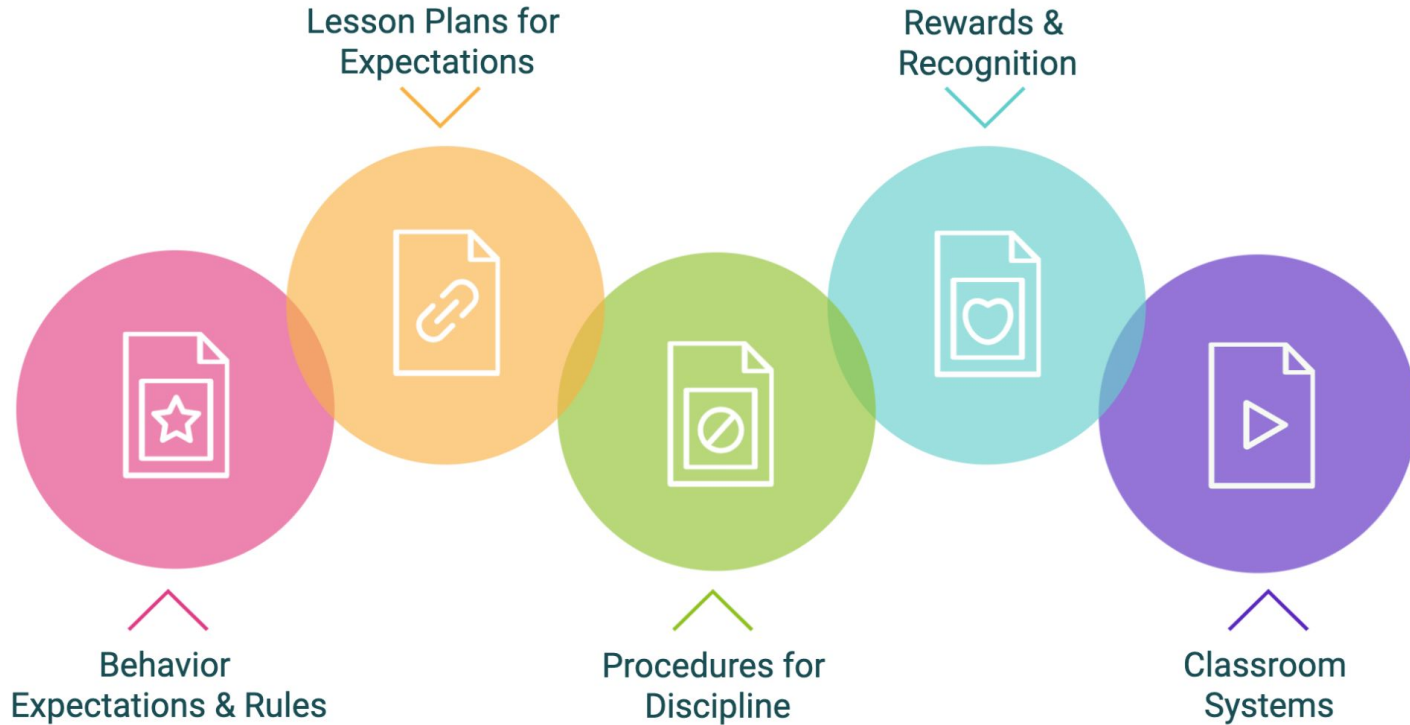 Lesson Plans for
Expectations
Rewards &
Recognition
Behavior
Expectations & Rules
Procedures for
Discipline
Classroom
Systems